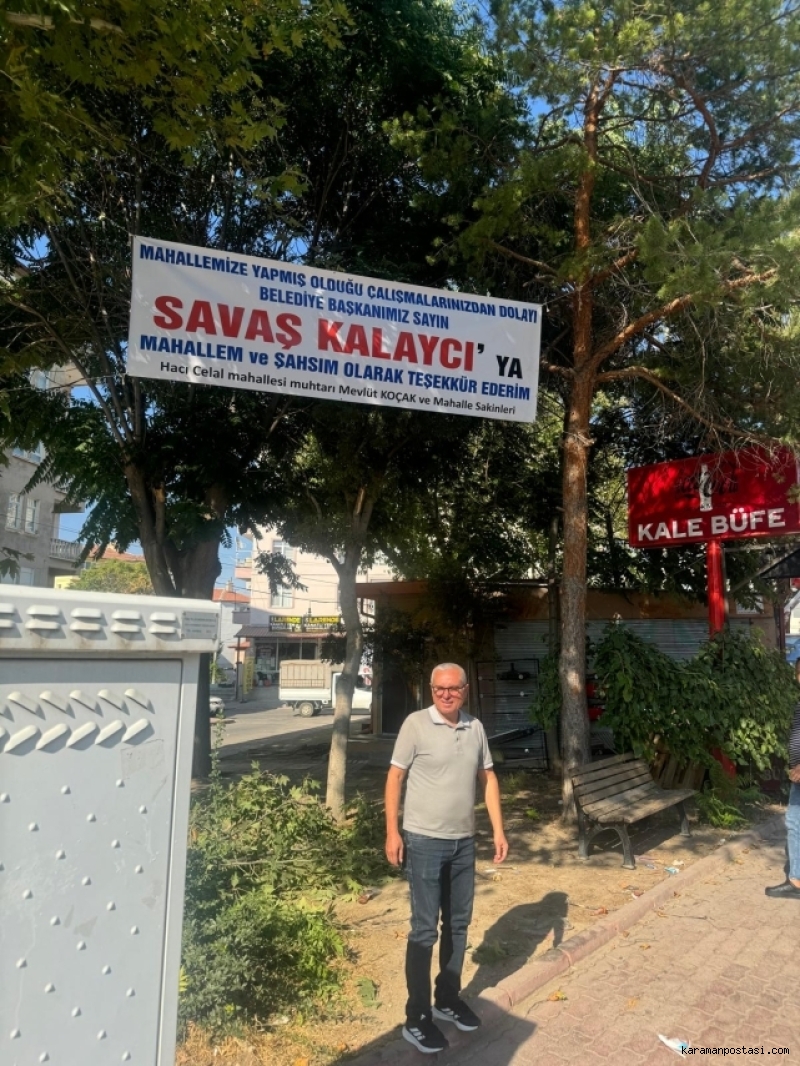 MAHALLEMİZE YAPMIŞ OLDUĞU ÇALIŞMALARINIZDAN DOLAYI
BELEDİYE BAŞKANIMIZ SAYIN
SAVAŞ KALAYCI' YA
MAHALLEM ve ŞAHSIM OLARAK TEŞEKKÜR EDERİM
Hacı Celal mahallesi muhtarı Mevlüt KOÇAK ve Mahalle Sakinleri
KALE BÜFE
karamanpostasi.com